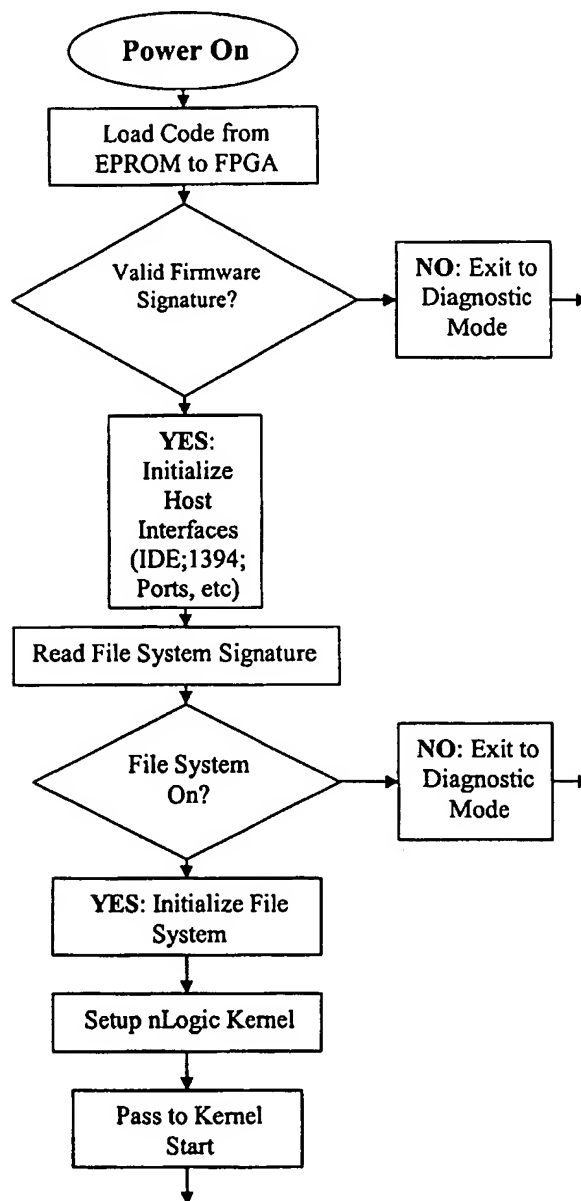 Power On
Load Code from
EPROM to FPGA
Valid Firmware
Signature?
NO: Exit to
Diagnostic
Mode
YES:
Initialize
Host
Interfaces
(IDE;1394;
Ports, etc)
Read File System Signature
File System
On?
NO: Exit to
Diagnostic
Mode
YES: Initialize File
System
Setup nLogic Kernel
Pass to Kernel
Start